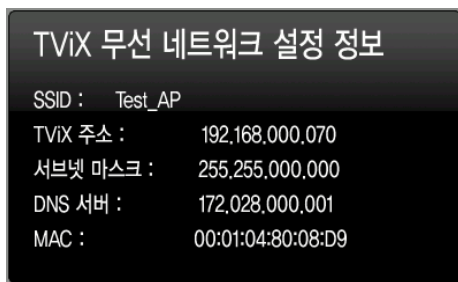 TViX 무선 네트워크 설정 정보
SSID : Test_AP
TViX 주소 : 192,168,000,070
서브넷 마스크 : 255,255,000,000
DNS 서버 : 172,028,000,001
MAC : 00:01:04:80:08:D9